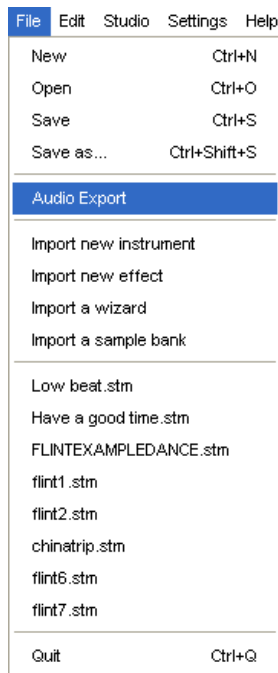 File Edit Studio Settings Help
New Ctrl+N
Open Ctrl+O
Save Ctrl+S
Save as... Ctrl+Shift+S
Audio Export
Import new instrument
Import new effect
Import a wizard
Import a sample bank
Low beat.stm
Have a good time.stm
FLINTEXAMPLEDANCE.stm
flint1.stm
flint2.stm
chinatrip.stm
flint6.stm
flint7.stm
Quit Ctrl+Q